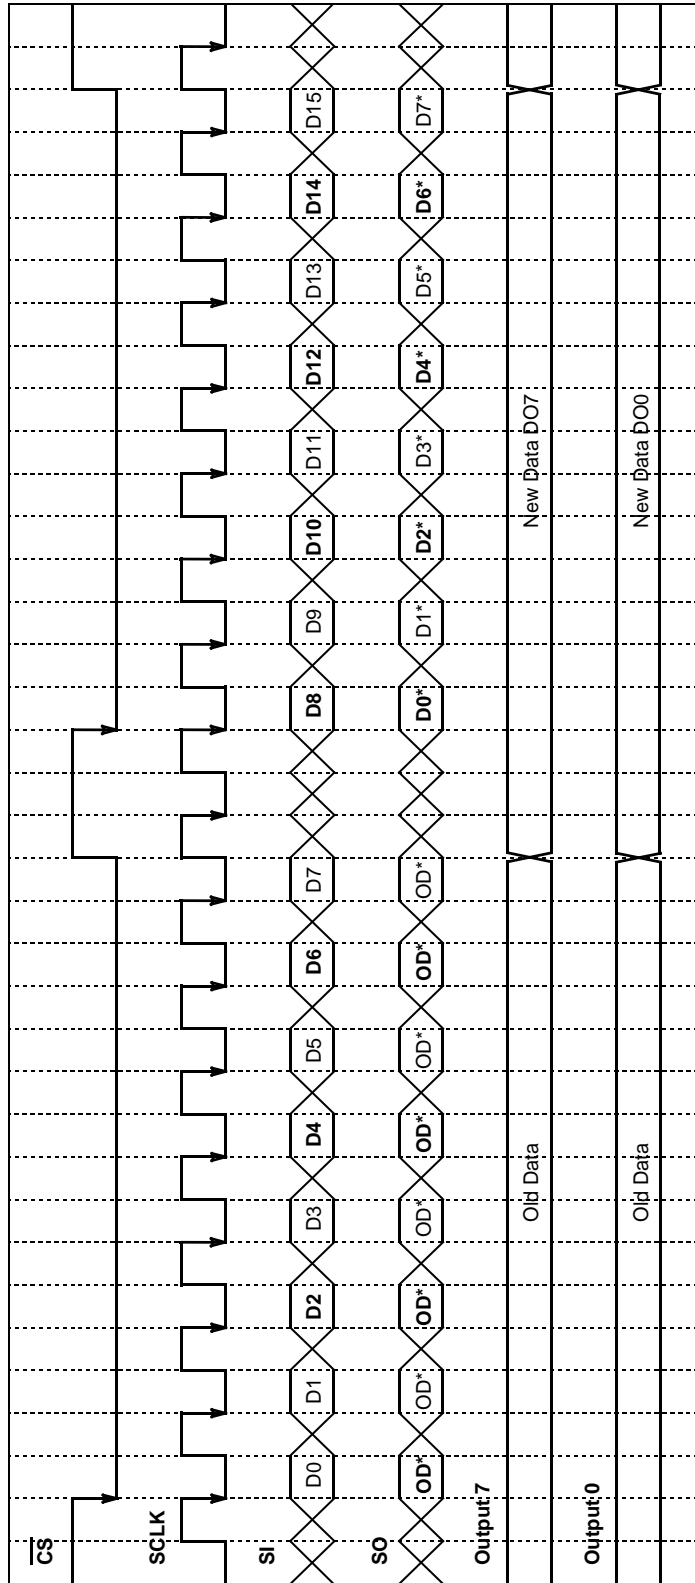 CS
SCLK
SI D0 D1 D2 D3 D4 D5 D6 D7 D8 D9 D10 D11 D12 D13 D14 D15
SO OD* OD* OD* OD* OD* OD* OD* OD* D0* D1* D2* D3* D4* D5* D6* D7*
Output 7 Old Data New Data DO7
Output 0 Old Data New Data DO0